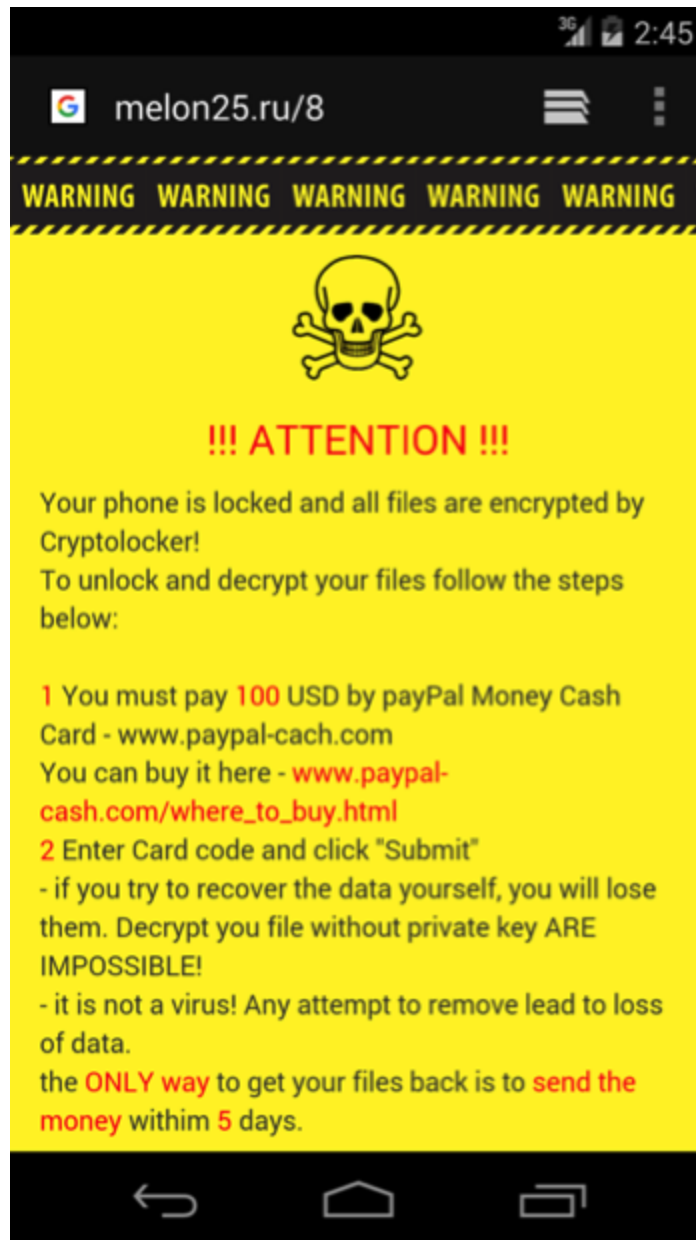 3G 2:45
G melon25.ru/8
WARNING WARNING WARNING WARNING WARNING
!!! ATTENTION !!!
Your phone is locked and all files are encrypted by
Cryptolocker!
To unlock and decrypt your files follow the steps
below:
1 You must pay 100 USD by payPal Money Cash
Card - www.paypal-cach.com
You can buy it here - www.paypal-
cash.com/where_to_buy.html
2 Enter Card code and click "Submit"
- if you try to recover the data yourself, you will lose
them. Decrypt you file without private key ARE
IMPOSSIBLE!
- it is not a virus! Any attempt to remove lead to loss
of data.
the ONLY way to get your files back is to send the
money withim 5 days.